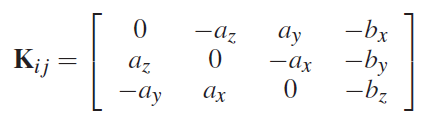 0 −a_z a_y −b_x
K_ij = a_z 0 −a_x −b_y
−a_y a_x 0 −b_z